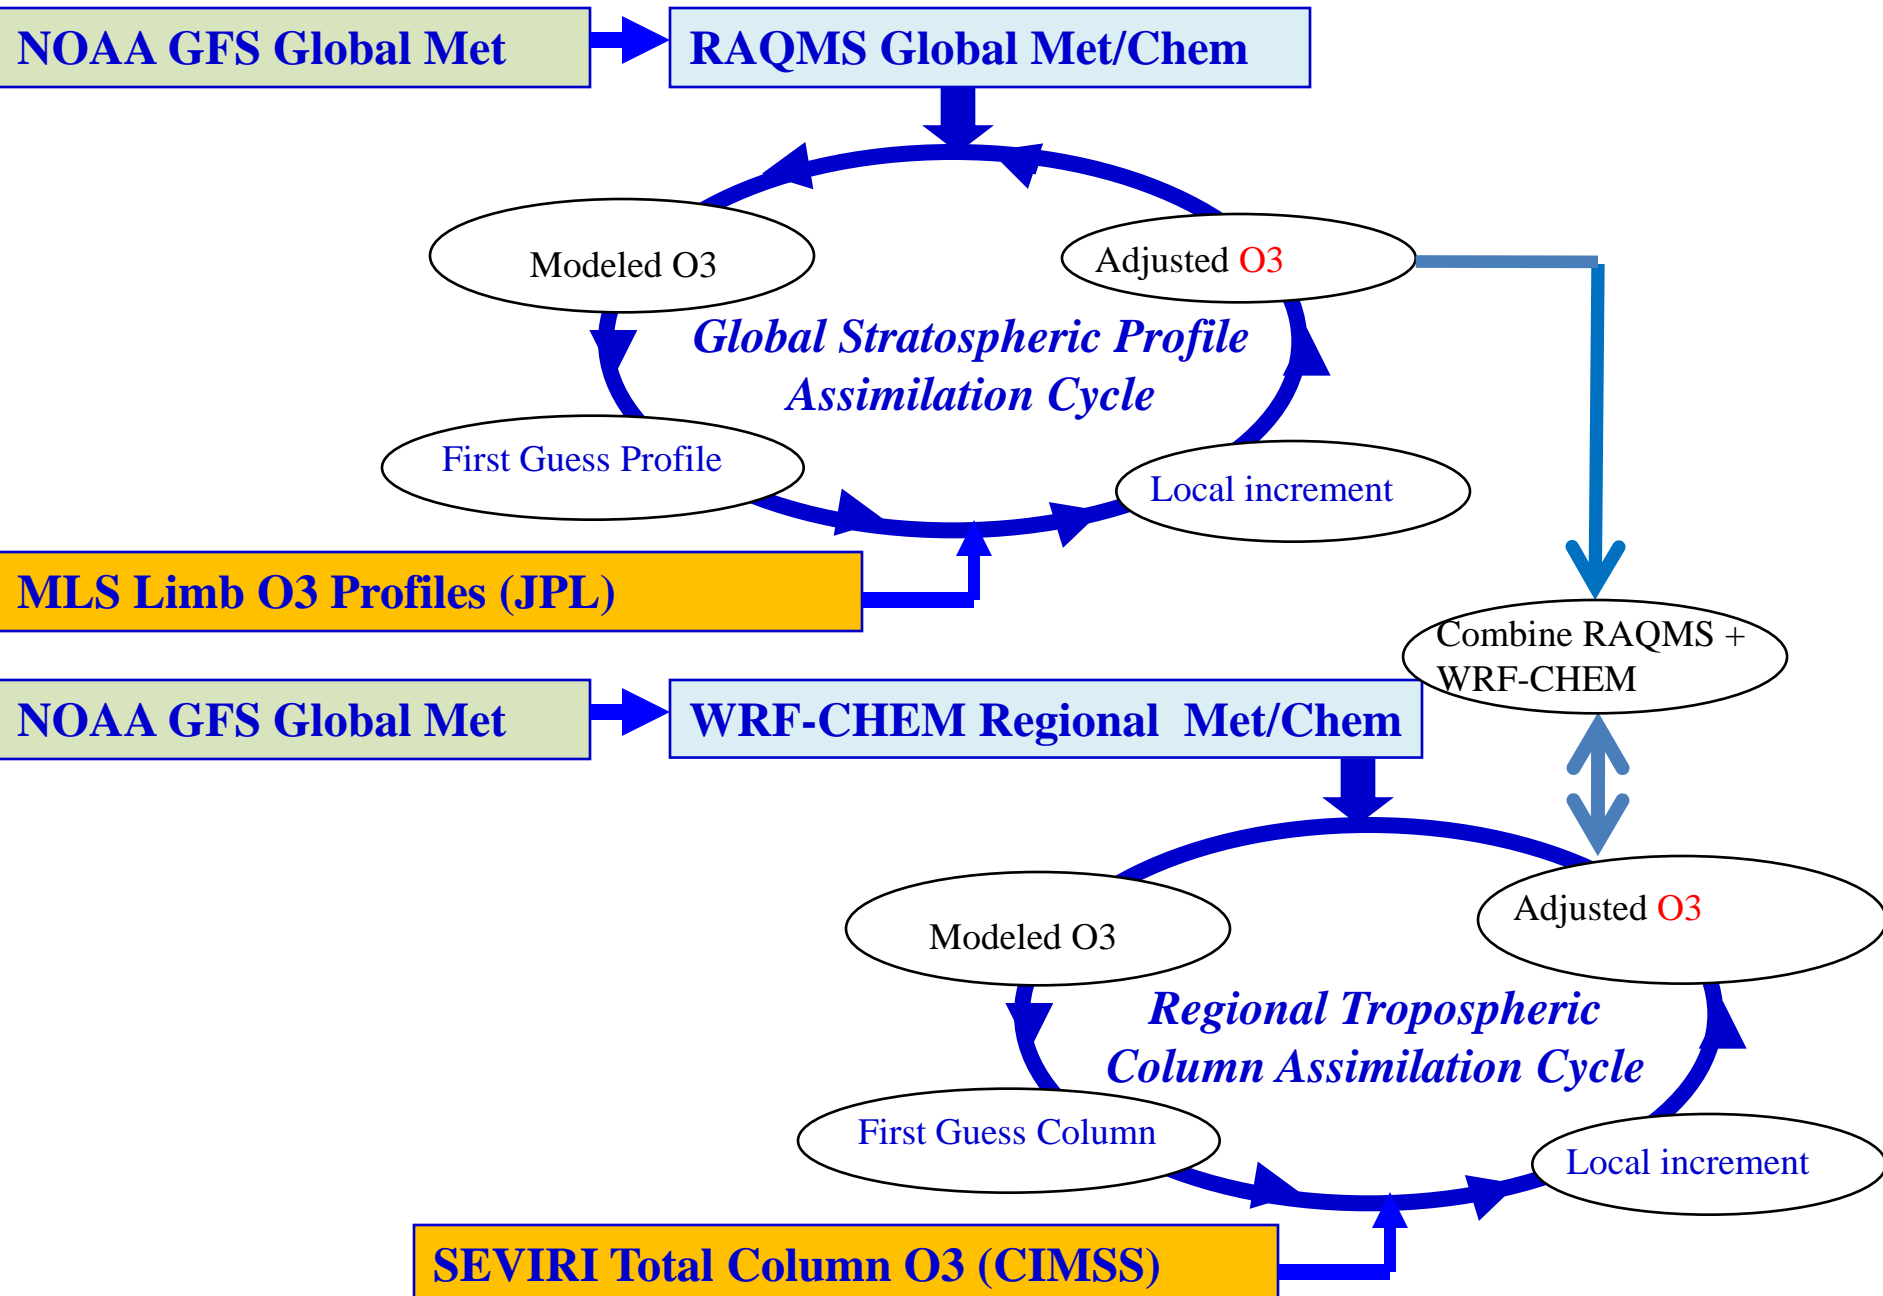 NOAA GFS Global Met
RAQMS Global Met/Chem
Modeled O3
Adjusted O3
Global Stratospheric Profile
Assimilation Cycle
First Guess Profile
Local increment
MLS Limb O3 Profiles (JPL)
Combine RAQMS +
WRF-CHEM
NOAA GFS Global Met
WRF-CHEM Regional Met/Chem
Modeled O3
Adjusted O3
Regional Tropospheric
Column Assimilation Cycle
First Guess Column
Local increment
SEVIRI Total Column O3 (CIMSS)